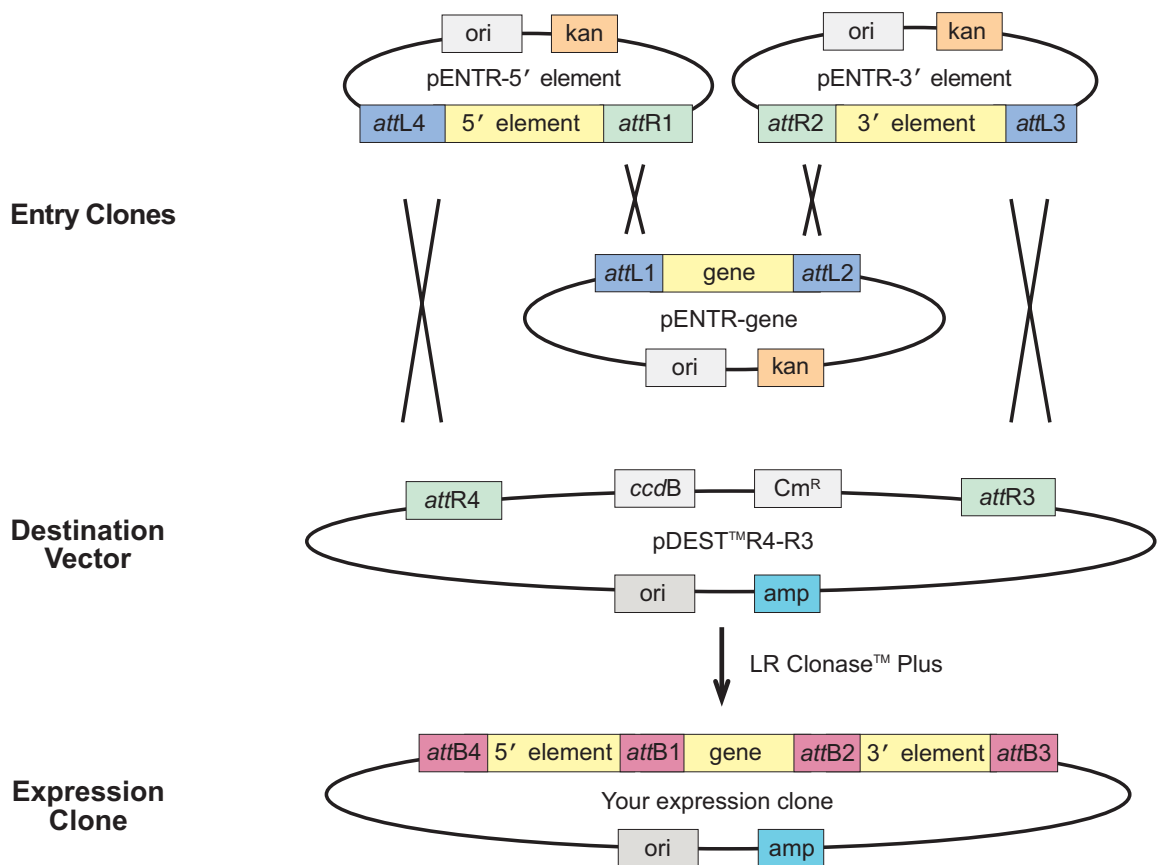 ori kan ori kan
pENTR-5′ element pENTR-3′ element
attL4 5′ element attR1 attR2 3′ element attL3
Entry Clones
attL1 gene attL2
pENTR-gene
ori kan
ccdB Cmᴿ
attR4 attR3
Destination
Vector
pDEST™R4-R3
ori amp
LR Clonase™ Plus
attB4 5′ element attB1 gene attB2 3′ element attB3
Expression
Clone
Your expression clone
ori amp